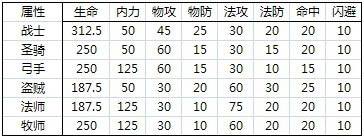 属性 生命 内力 物攻 物防 法攻 法防 命中 闪避
战士 312.5 50 45 25 30 20 20 10
圣骑 250 50 60 15 30 15 20 10
弓手 250 125 60 15 30 10 15 10
盗贼 187.5 50 30 20 60 30 25 10
法师 187.5 125 30 10 75 20 20 10
牧师 250 125 30 10 60 20 20 10